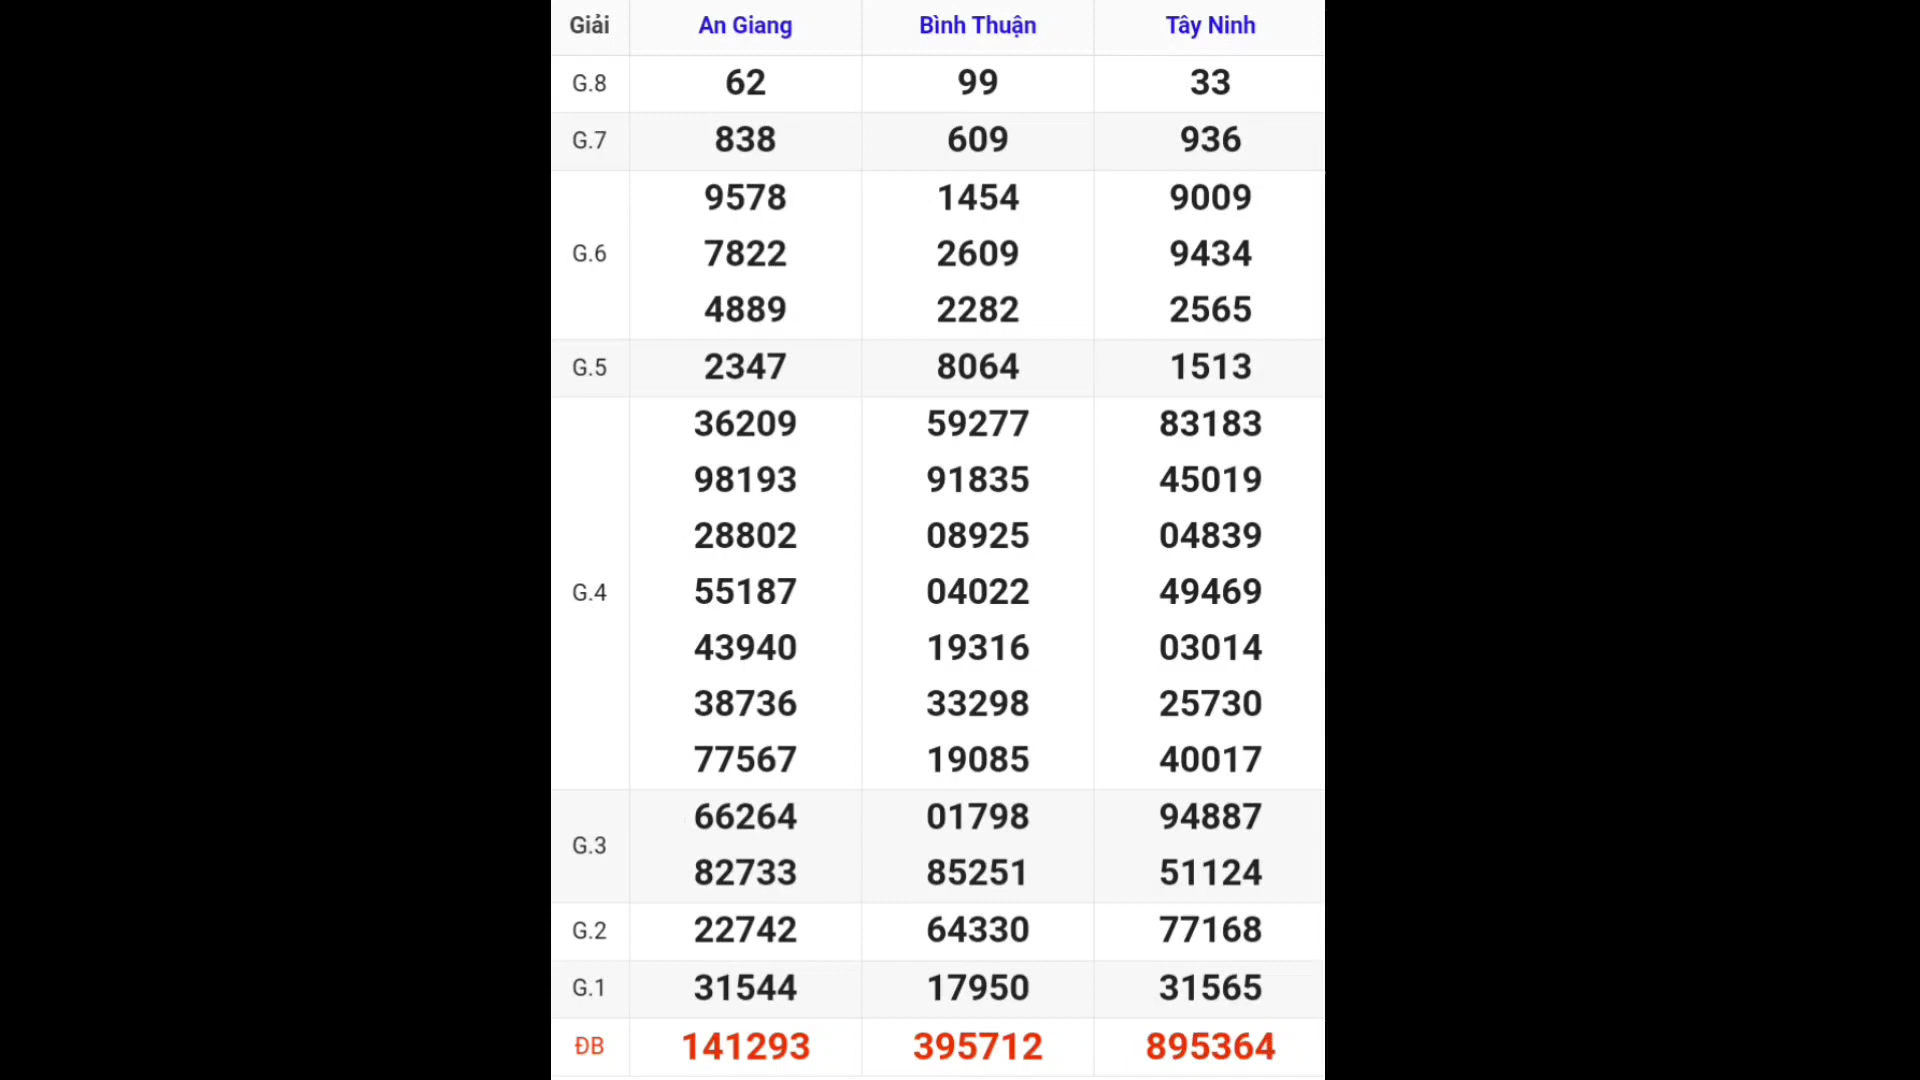 Giải An Giang Bình Thuận Tây Ninh
G.8 62 99 33
G.7 838 609 936
9578 1454 9009
G.6 7822 2609 9434
4889 2282 2565
G.5 2347 8064 1513
36209 59277 83183
98193 91835 45019
28802 08925 04839
G.4 55187 04022 49469
43940 19316 03014
38736 33298 25730
77567 19085 40017
G.3 66264 01798 94887
82733 85251 51124
G.2 22742 64330 77168
G.1 31544 17950 31565
ĐB 141293 395712 895364